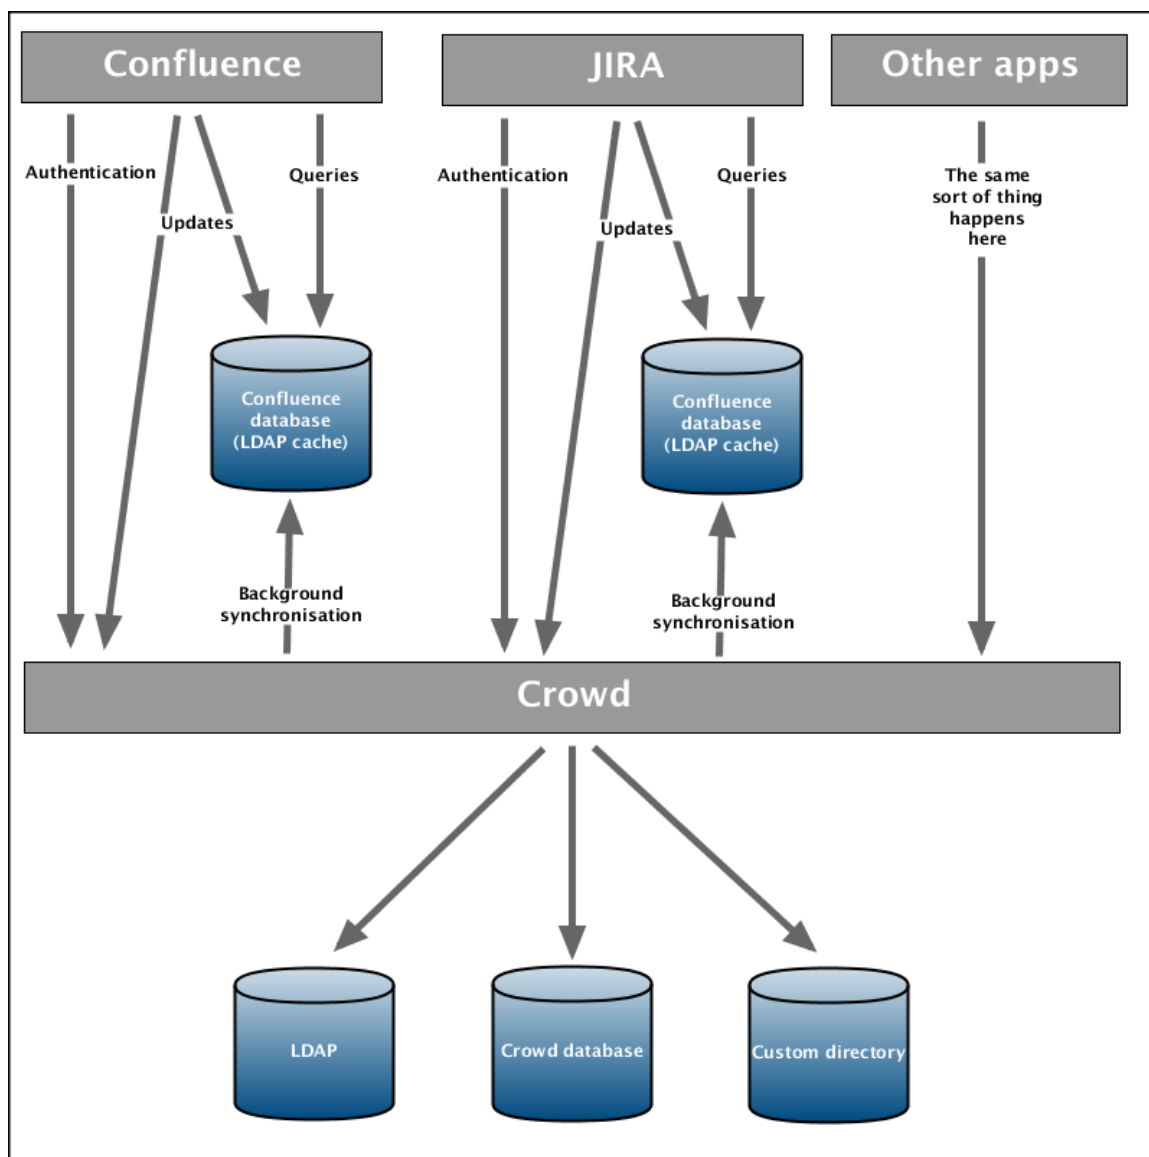 Confluence
JIRA
Other apps
Authentication
Queries
Updates
Authentication
Queries
Updates
The same
sort of thing
happens
here
Confluence
database
(LDAP cache)
Confluence
database
(LDAP cache)
Background
synchronisation
Background
synchronisation
Crowd
LDAP
Crowd database
Custom directory